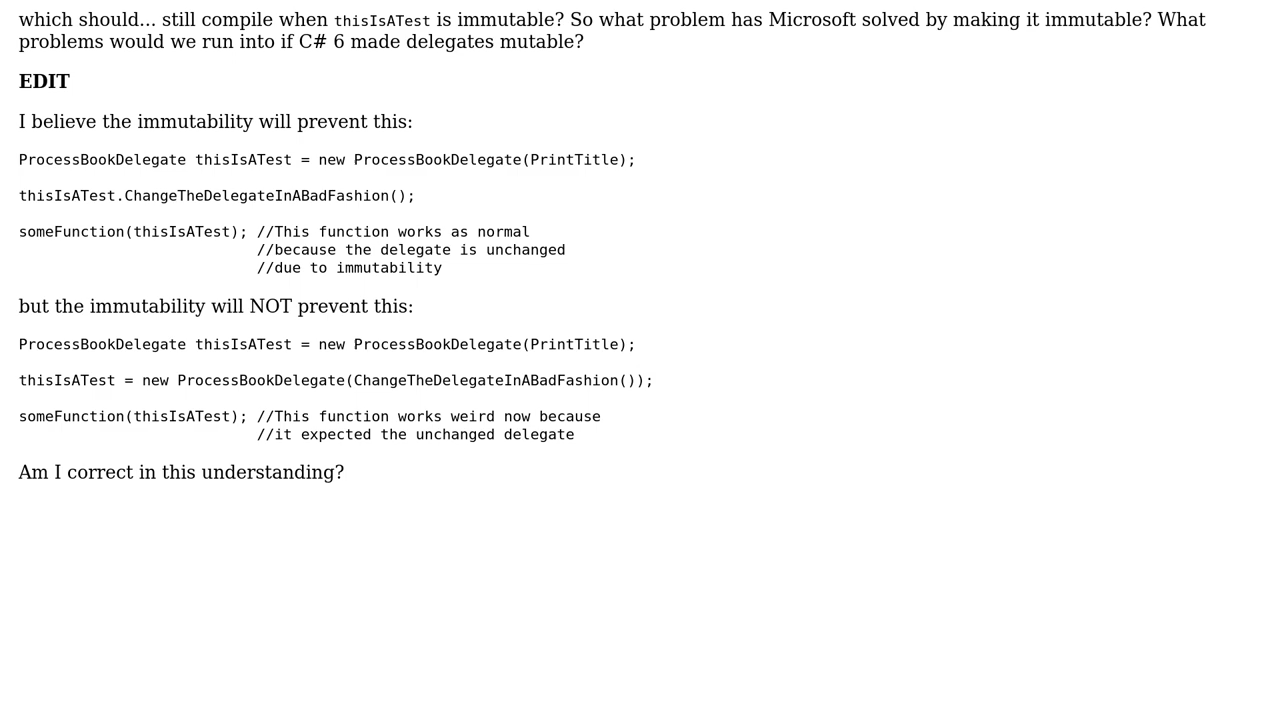 which should... still compile when thisIsATest is immutable? So what problem has Microsoft solved by making it immutable? What
problems would we run into if C# 6 made delegates mutable?
EDIT
I believe the immutability will prevent this:
ProcessBookDelegate thisIsATest = new ProcessBookDelegate(PrintTitle);
thisIsATest.ChangeTheDelegateInABadFashion();
someFunction(thisIsATest); //This function works as normal
//because the delegate is unchanged
//due to immutability
but the immutability will NOT prevent this:
ProcessBookDelegate thisIsATest = new ProcessBookDelegate(PrintTitle);
thisIsATest = new ProcessBookDelegate(ChangeTheDelegateInABadFashion());
someFunction(thisIsATest); //This function works weird now because
//it expected the unchanged delegate
Am I correct in this understanding?